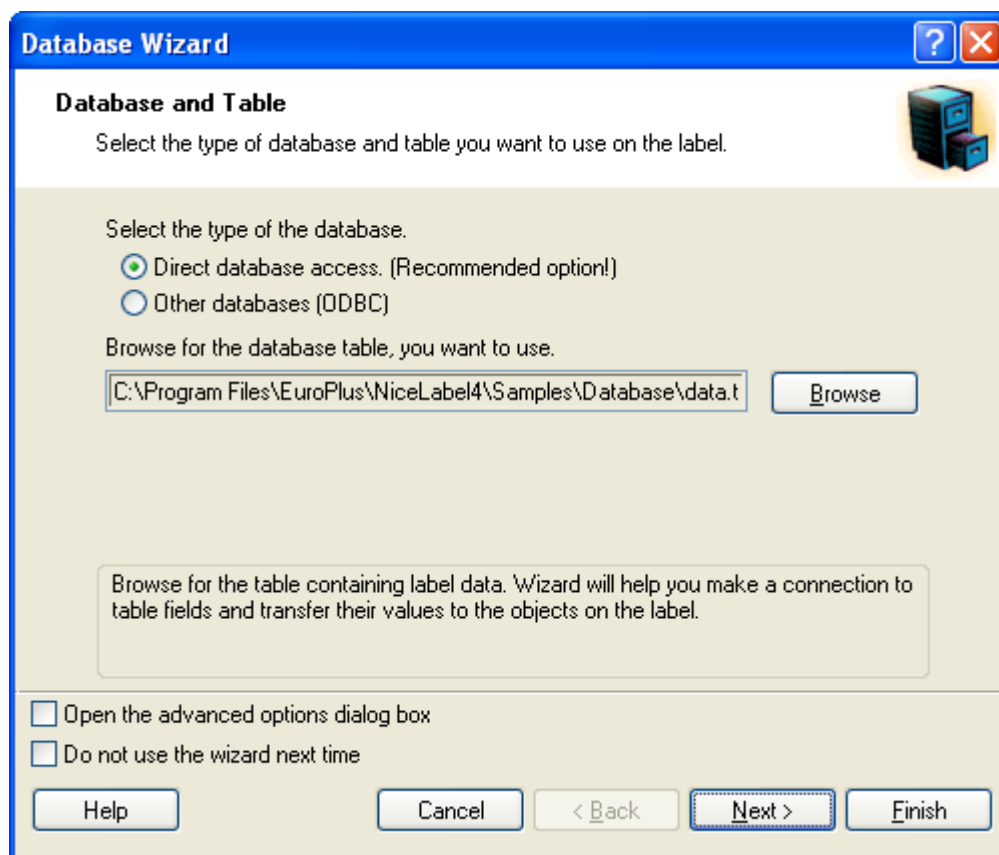 Database Wizard
Database and Table
Select the type of database and table you want to use on the label.
Select the type of the database.
Direct database access. (Recommended option!)
Other databases (ODBC)
Browse for the database table, you want to use.
C:\Program Files\EuroPlus\NiceLabel4\Samples\Database\data.t
Browse
Browse for the table containing label data. Wizard will help you make a connection to
table fields and transfer their values to the objects on the label.
Open the advanced options dialog box
Do not use the wizard next time
Help
Cancel
< Back
Next >
Finish